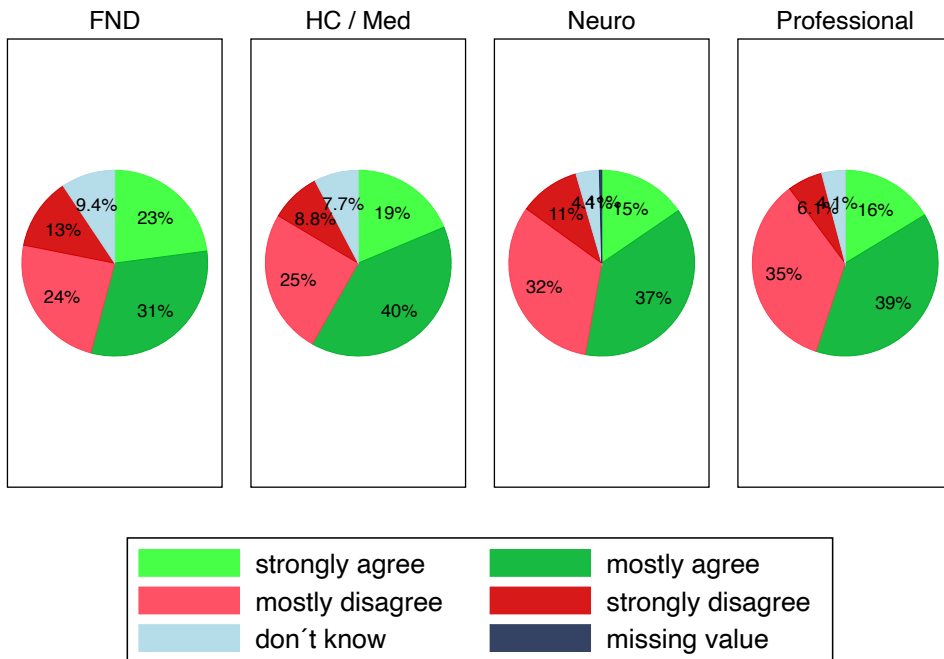 FND HC / Med Neuro Professional
9.4% 23% 7.7% 19% 15% 6.1% 4.1% 16%
13% 8.8% 11%
24% 31% 25% 40% 32% 37% 35% 39%
strongly agree mostly agree
mostly disagree strongly disagree
don´t know missing value